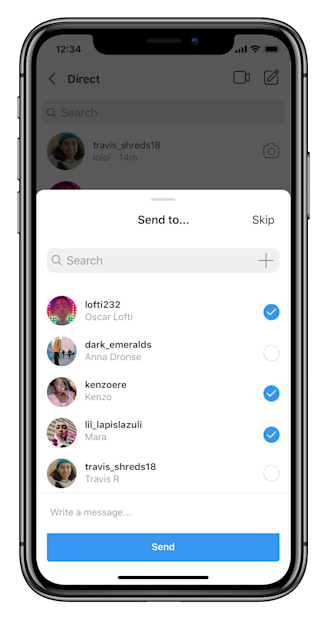 12:34
Direct
Search
travis_shreds18
lolol · 14m
Send to... Skip
Search
lofti232
Oscar Lofti
dark_emeralds
Anna Dronse
kenzoere
Kenzo
lil_lapislazuli
Mara
travis_shreds18
Travis R
Write a message...
Send